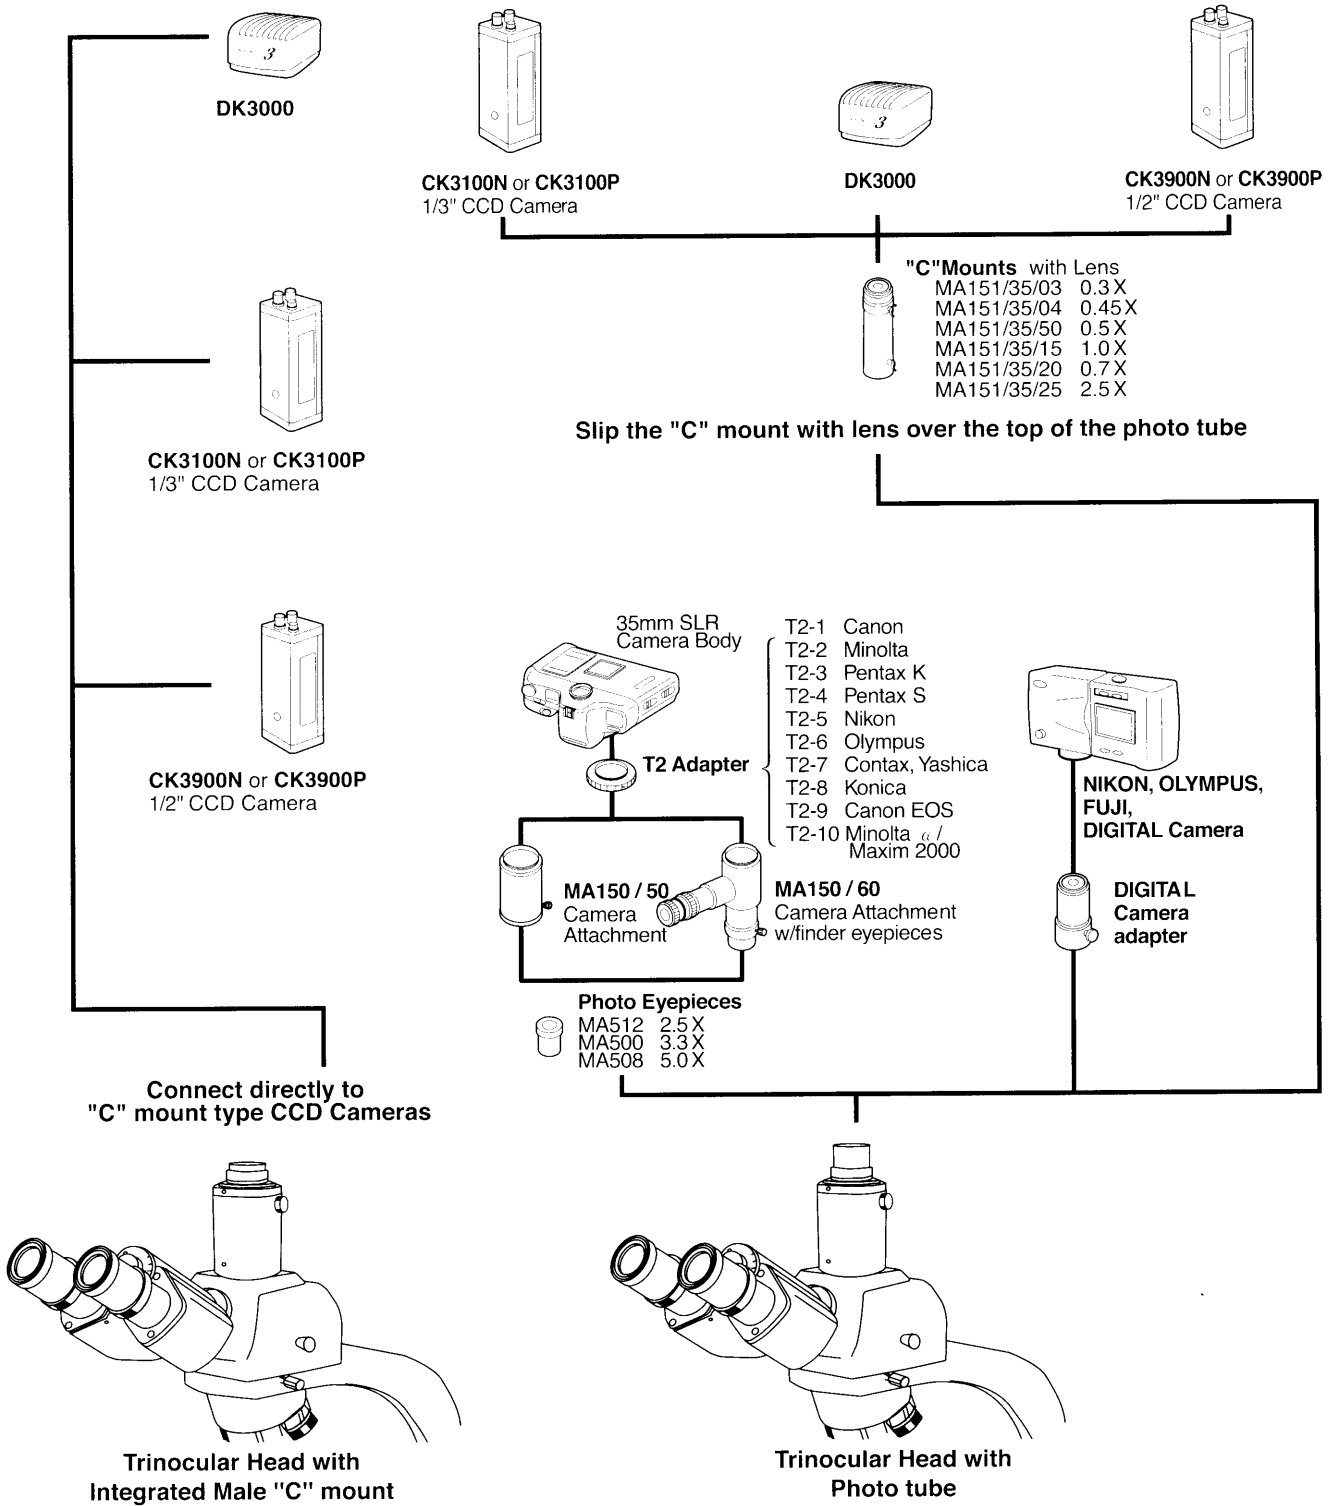 3
DK3000
CK3100N or CK3100P
1/3" CCD Camera
3
DK3000
CK3900N or CK3900P
1/2" CCD Camera
"C"Mounts with Lens
MA151/35/03 0.3X
MA151/35/04 0.45X
MA151/35/50 0.5X
MA151/35/15 1.0X
MA151/35/20 0.7X
MA151/35/25 2.5X
Slip the "C" mount with lens over the top of the photo tube
CK3100N or CK3100P
1/3" CCD Camera
CK3900N or CK3900P
1/2" CCD Camera
35mm SLR
Camera Body
T2 Adapter
T2-1 Canon
T2-2 Minolta
T2-3 Pentax K
T2-4 Pentax S
T2-5 Nikon
T2-6 Olympus
T2-7 Contax, Yashica
T2-8 Konica
T2-9 Canon EOS
T2-10 Minolta α /
Maxim 2000
NIKON, OLYMPUS,
FUJI,
DIGITAL Camera
MA150 / 50
Camera
Attachment
MA150 / 60
Camera Attachment
w/finder eyepieces
DIGITAL
Camera
adapter
Photo Eyepieces
MA512 2.5X
MA500 3.3X
MA508 5.0X
Connect directly to
"C" mount type CCD Cameras
Trinocular Head with
Integrated Male "C" mount
Trinocular Head with
Photo tube